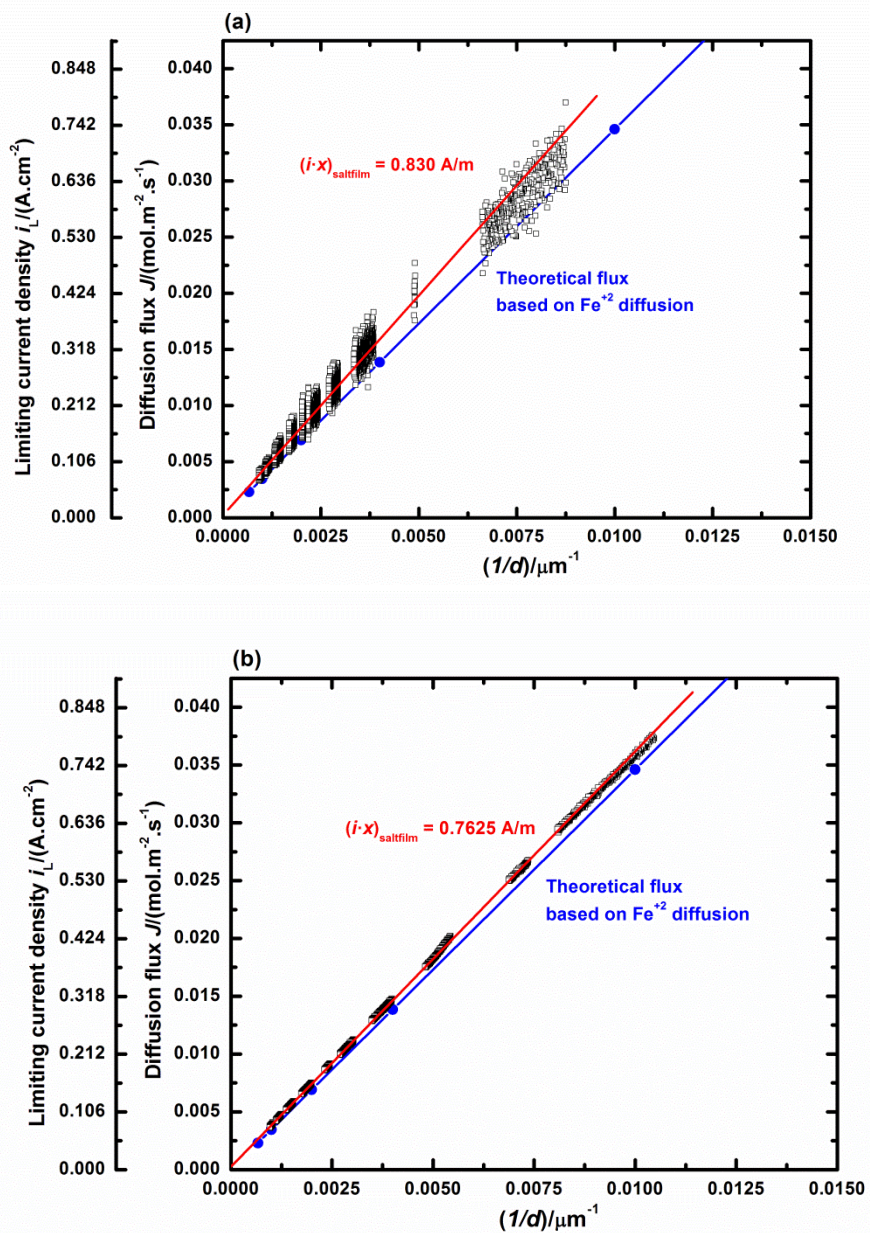 (a)
0.848
0.742
0.636
0.530
0.424
0.318
0.212
0.106
0.000
Limiting current density iL/(A.cm-2)
0.040
0.035
0.030
0.025
0.020
0.015
0.010
0.005
0.000
Diffusion flux J/(mol.m-2.s-1)
(i·x)saltfilm = 0.830 A/m
Theoretical flux
based on Fe+2 diffusion
0.0000 0.0025 0.0050 0.0075 0.0100 0.0125 0.0150
(1/d)/μm-1
(b)
0.848
0.742
0.636
0.530
0.424
0.318
0.212
0.106
0.000
Limiting current density iL/(A.cm-2)
0.040
0.035
0.030
0.025
0.020
0.015
0.010
0.005
0.000
Diffusion flux J/(mol.m-2.s-1)
(i·x)saltfilm = 0.7625 A/m
Theoretical flux
based on Fe+2 diffusion
0.0000 0.0025 0.0050 0.0075 0.0100 0.0125 0.0150
(1/d)/μm-1